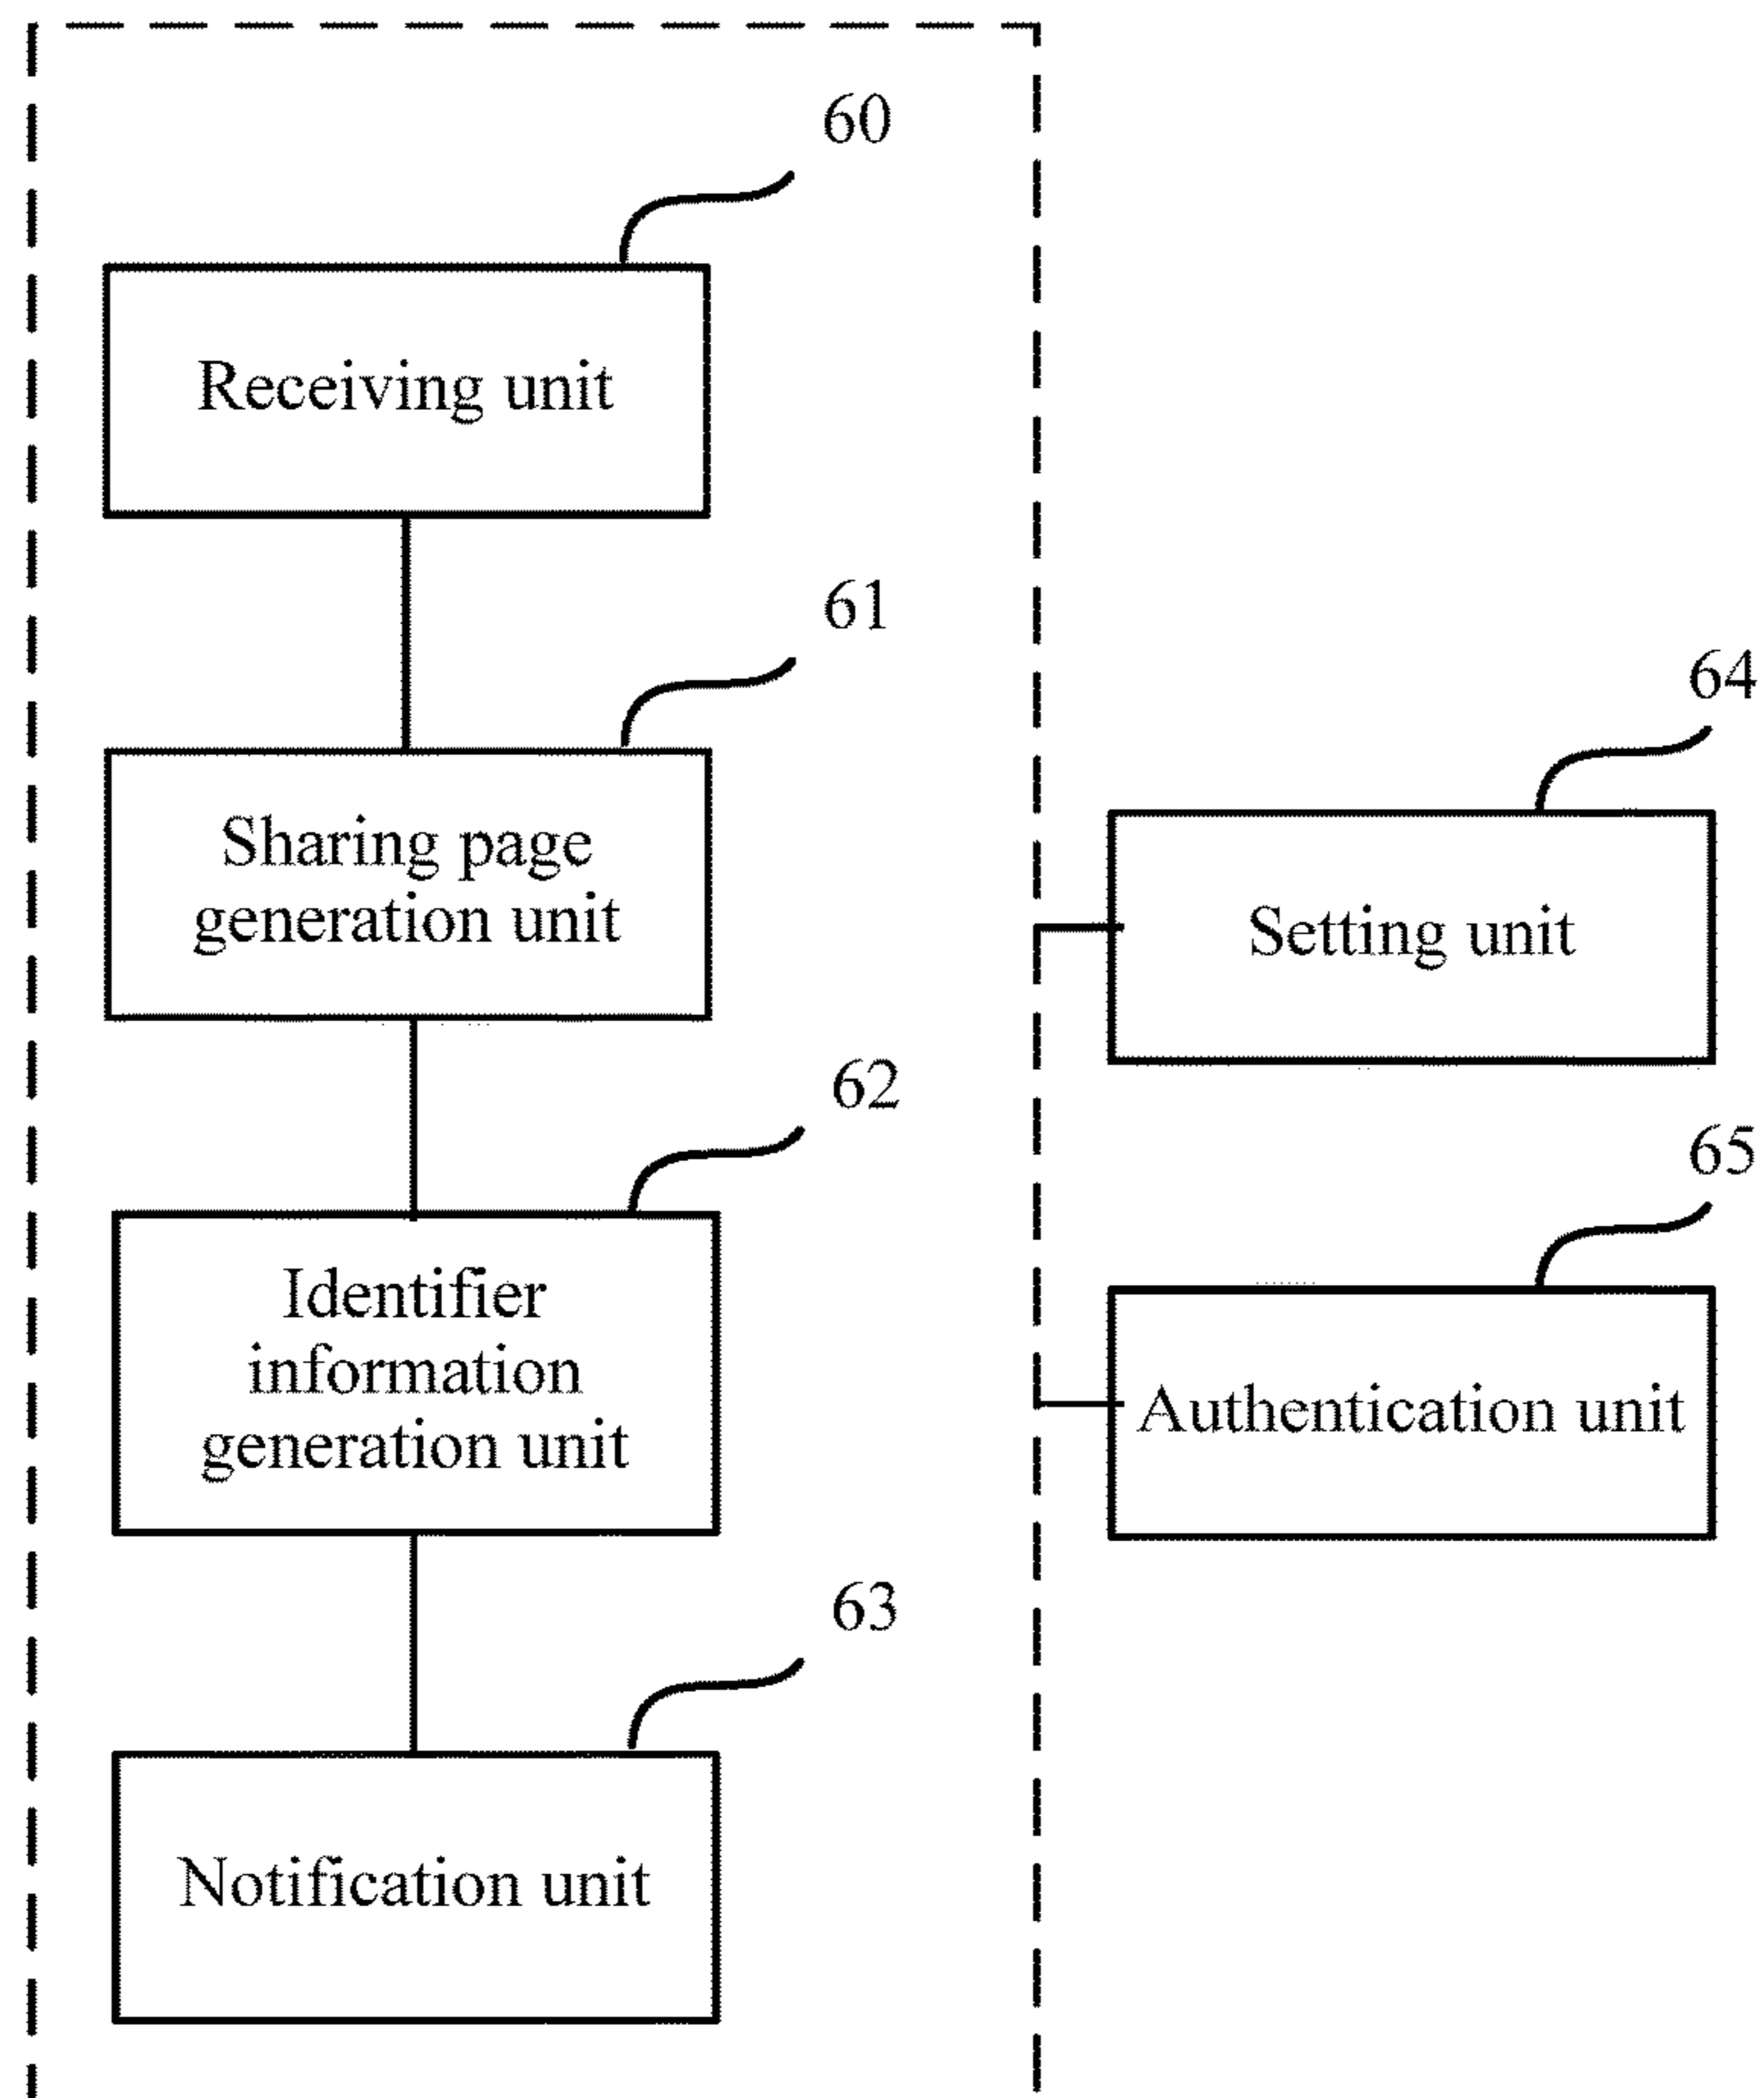 60
Receiving unit
61
Sharing page
generation unit
62
Identifier
information
generation unit
63
Notification unit
64
Setting unit
65
Authentication unit